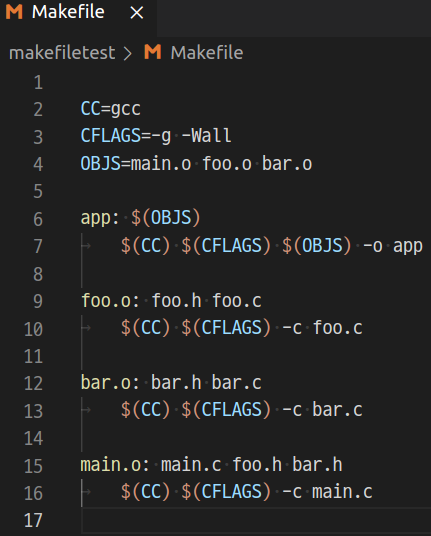 Makefile ×
makefiletest > Makefile
1
2 CC=gcc
3 CFLAGS=-g -Wall
4 OBJS=main.o foo.o bar.o
5
6 app: $(OBJS)
7 	$(CC) $(CFLAGS) $(OBJS) -o app
8
9 foo.o: foo.h foo.c
10 	$(CC) $(CFLAGS) -c foo.c
11
12 bar.o: bar.h bar.c
13 	$(CC) $(CFLAGS) -c bar.c
14
15 main.o: main.c foo.h bar.h
16 	$(CC) $(CFLAGS) -c main.c
17